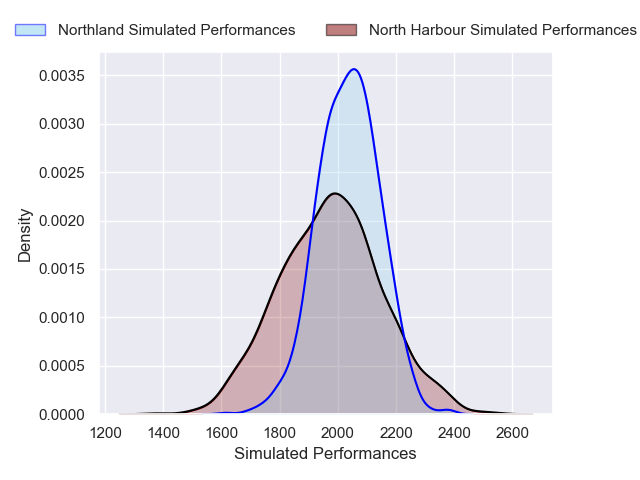 Northland Simulated Performances
North Harbour Simulated Performances
0.0035
0.0030
0.0025
0.0020
0.0015
0.0010
0.0005
0.0000
Density
1200 1400 1600 1800 2000 2200 2400 2600
Simulated Performances